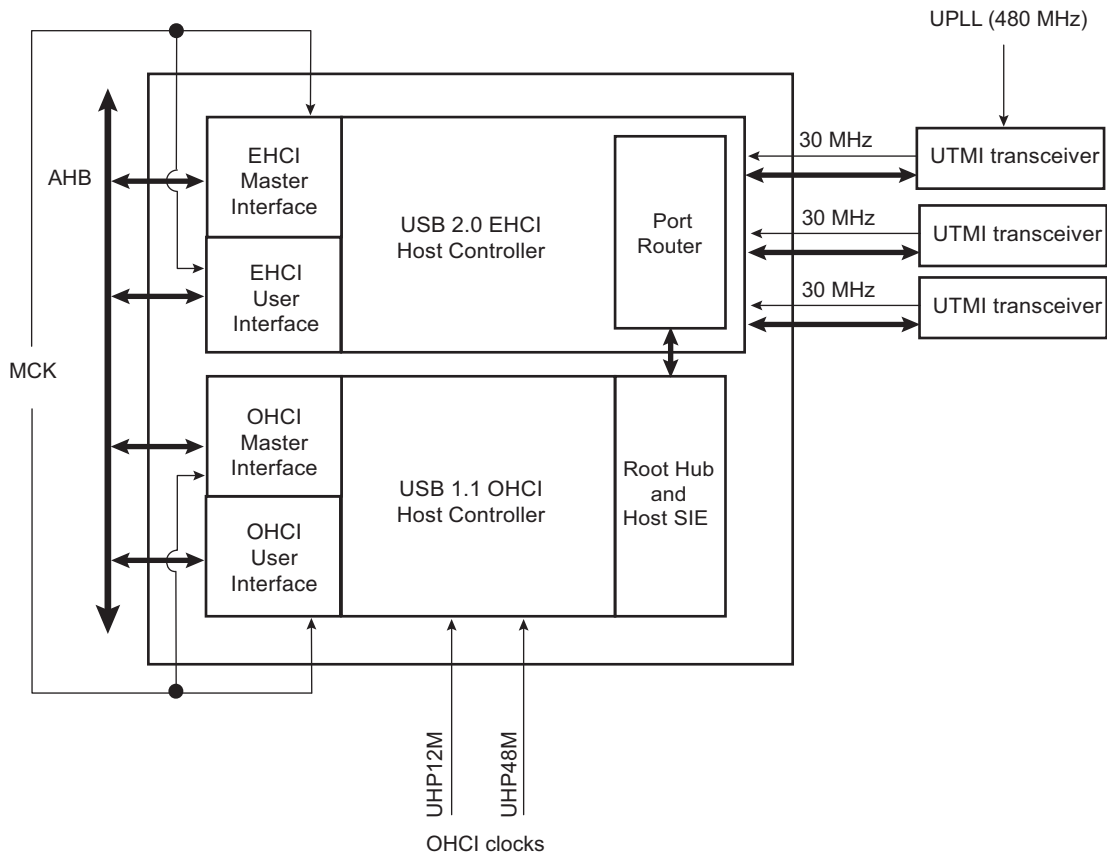 UPLL (480 MHz)
AHB
EHCI
Master
Interface
EHCI
User
Interface
USB 2.0 EHCI
Host Controller
Port
Router
30 MHz
UTMI transceiver
30 MHz
UTMI transceiver
30 MHz
UTMI transceiver
MCK
OHCI
Master
Interface
OHCI
User
Interface
USB 1.1 OHCI
Host Controller
Root Hub
and
Host SIE
UHP12M
UHP48M
OHCI clocks